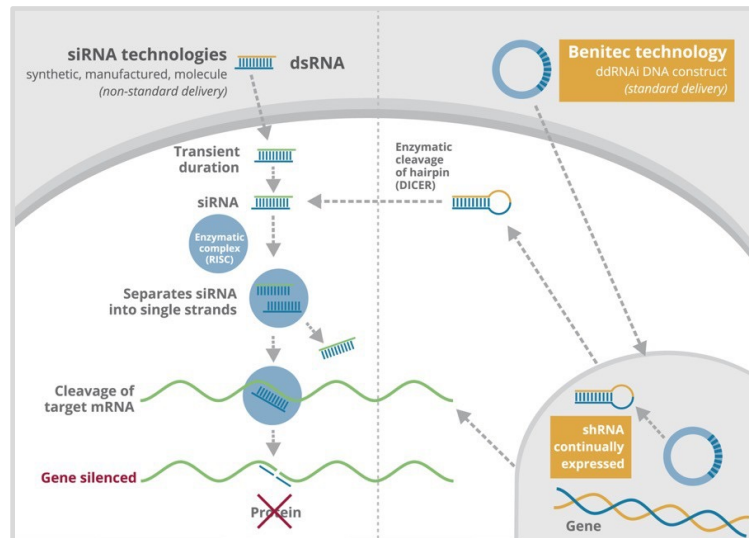 siRNA technologies
synthetic, manufactured, molecule
(non-standard delivery)
dsRNA
Benitec technology
ddRNAi DNA construct
(standard delivery)
Transient
duration
Enzymatic
cleavage
of hairpin
(DICER)
siRNA
Enzymatic
complex
(RISC)
Separates siRNA
into single strands
Cleavage of
target mRNA
shRNA
continually
expressed
Gene silenced
Protein
Gene